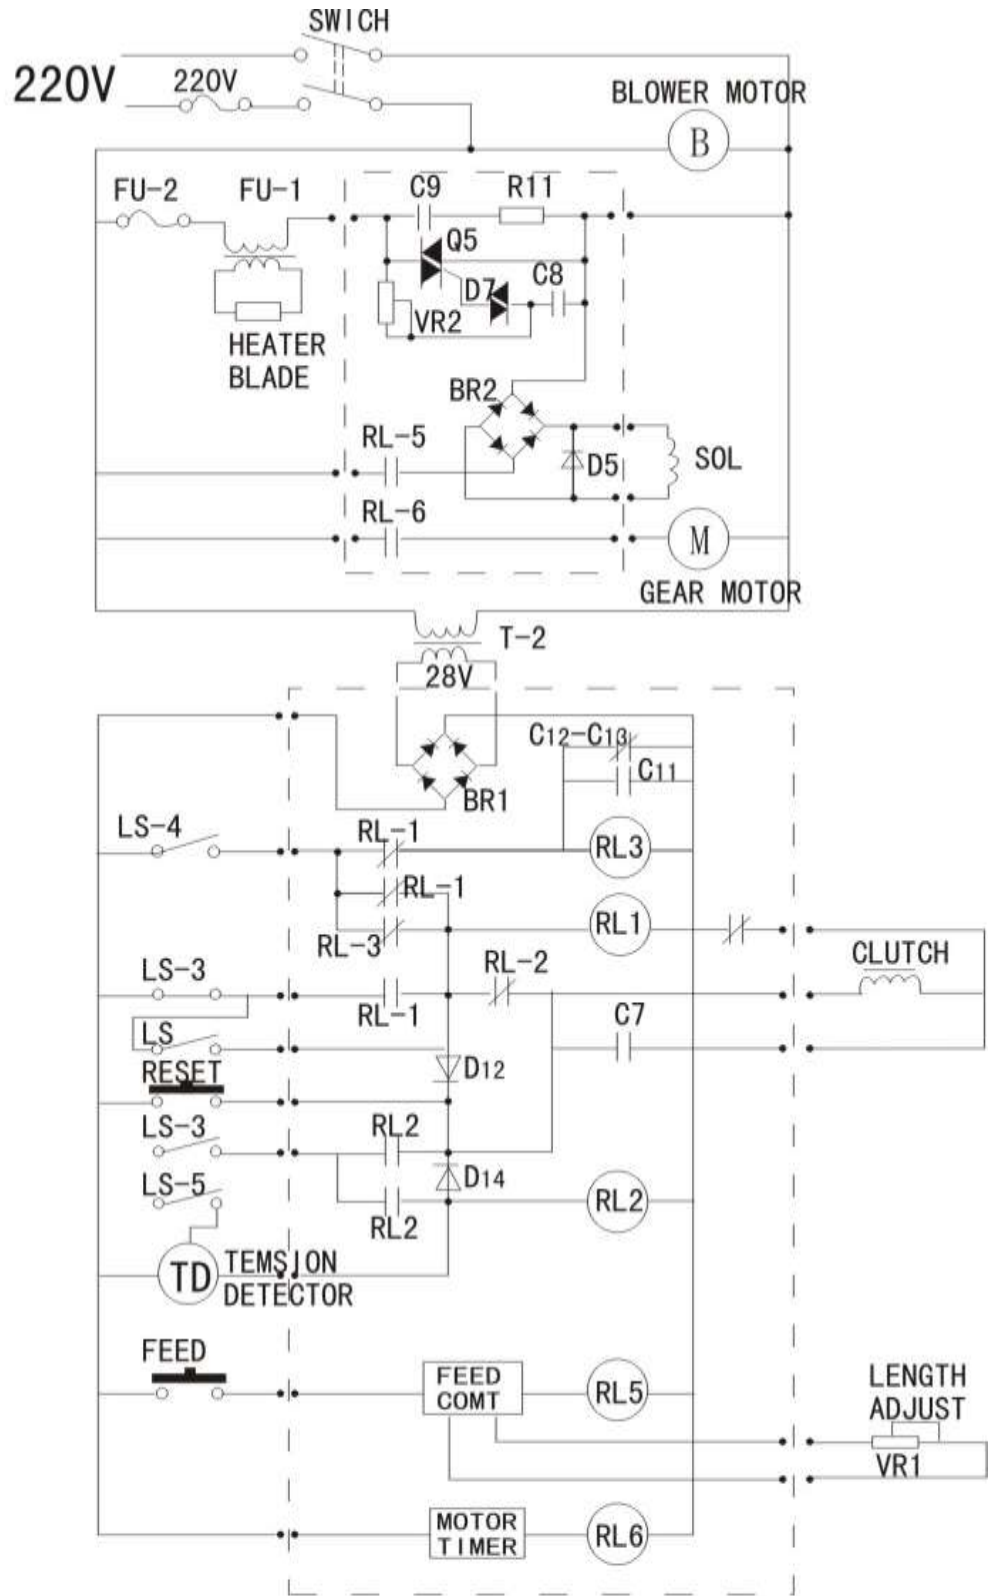 SWICH
220V
220V
BLOWER MOTOR
B
FU-2
FU-1
C9
R11
Q5
D7
C8
VR2
HEATER
BLADE
BR2
RL-5
D5
SOL
RL-6
M
GEAR MOTOR
T-2
28V
C12-C13
C11
BR1
LS-4
RL-1
RL3
RL-1
RL1
RL-3
LS-3
RL-2
CLUTCH
RL-1
C7
LS
D12
RESET
LS-3
RL2
D14
LS-5
RL2
RL2
TD
TEMSION
DETECTOR
FEED
FEED
COMT
RL5
LENGTH
ADJUST
VR1
MOTOR
TIMER
RL6